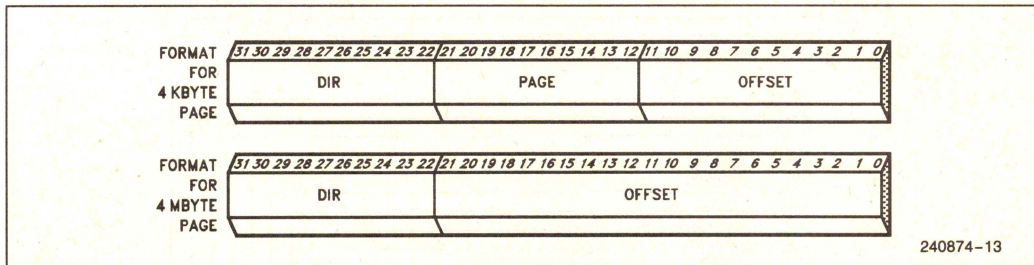 FORMAT FOR 4 KBYTE PAGE
31 30 29 28 27 26 25 24 23 22 21 20 19 18 17 16 15 14 13 12 11 10 9 8 7 6 5 4 3 2 1 0
DIR PAGE OFFSET
FORMAT FOR 4 MBYTE PAGE
31 30 29 28 27 26 25 24 23 22 21 20 19 18 17 16 15 14 13 12 11 10 9 8 7 6 5 4 3 2 1 0
DIR OFFSET
240874-13